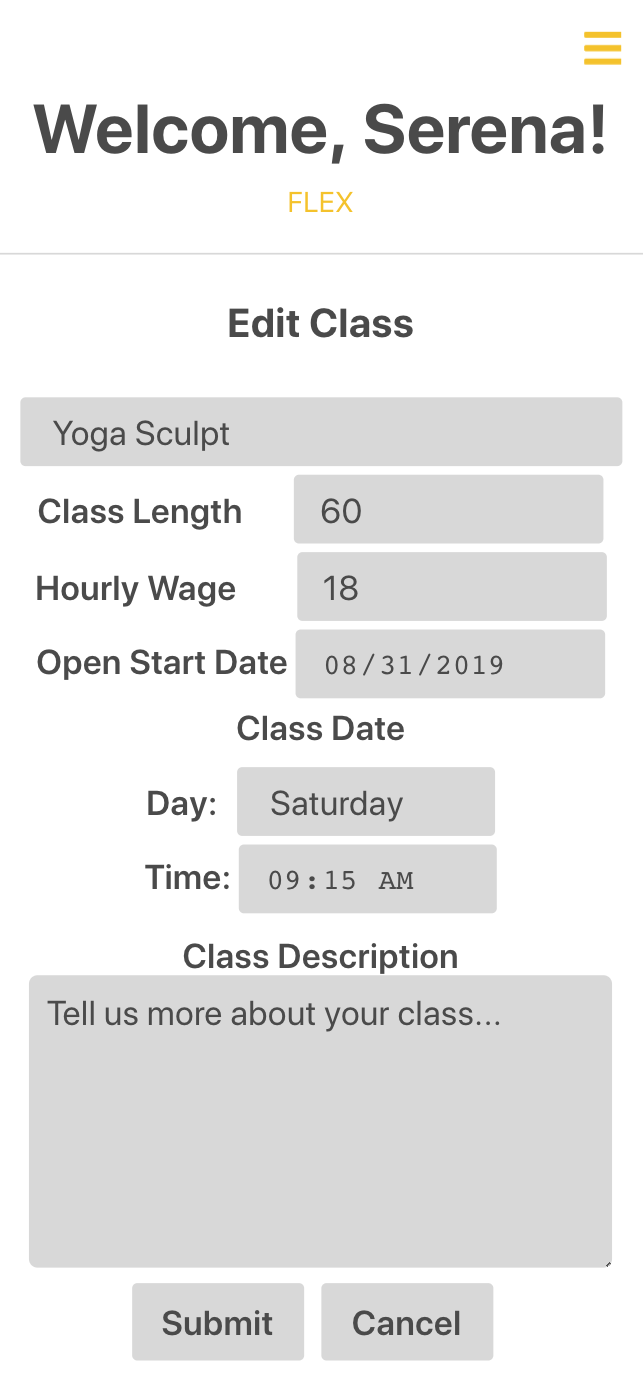 Welcome, Serena!
FLEX
Edit Class
Yoga Sculpt
Class Length 60
Hourly Wage 18
Open Start Date 08/31/2019
Class Date
Day: Saturday
Time: 09:15 AM
Class Description
Tell us more about your class...
Submit Cancel